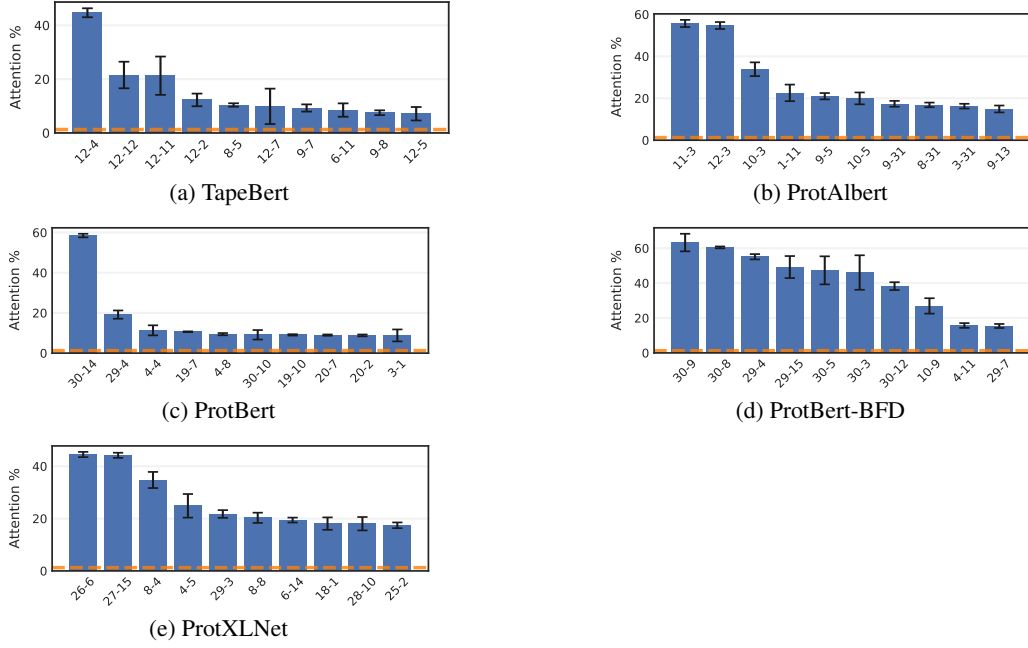 Attention %
40
20
0
12-4 12-12 12-11 12-2 8-5 12-7 9-7 6-11 9-8 12-5
(a) TapeBert
Attention %
60
40
20
0
11-3 12-3 10-3 1-11 9-5 10-5 9-31 8-31 3-31 9-13
(b) ProtAlbert
Attention %
60
40
20
0
30-14 29-4 4-4 19-7 4-8 30-10 19-10 20-7 20-2 3-1
(c) ProtBert
Attention %
60
40
20
0
30-9 30-8 29-4 29-15 30-5 30-3 30-12 10-9 4-11 29-7
(d) ProtBert-BFD
Attention %
40
20
0
26-6 27-15 8-4 4-5 29-3 8-8 6-14 18-1 28-10 25-2
(e) ProtXLNet